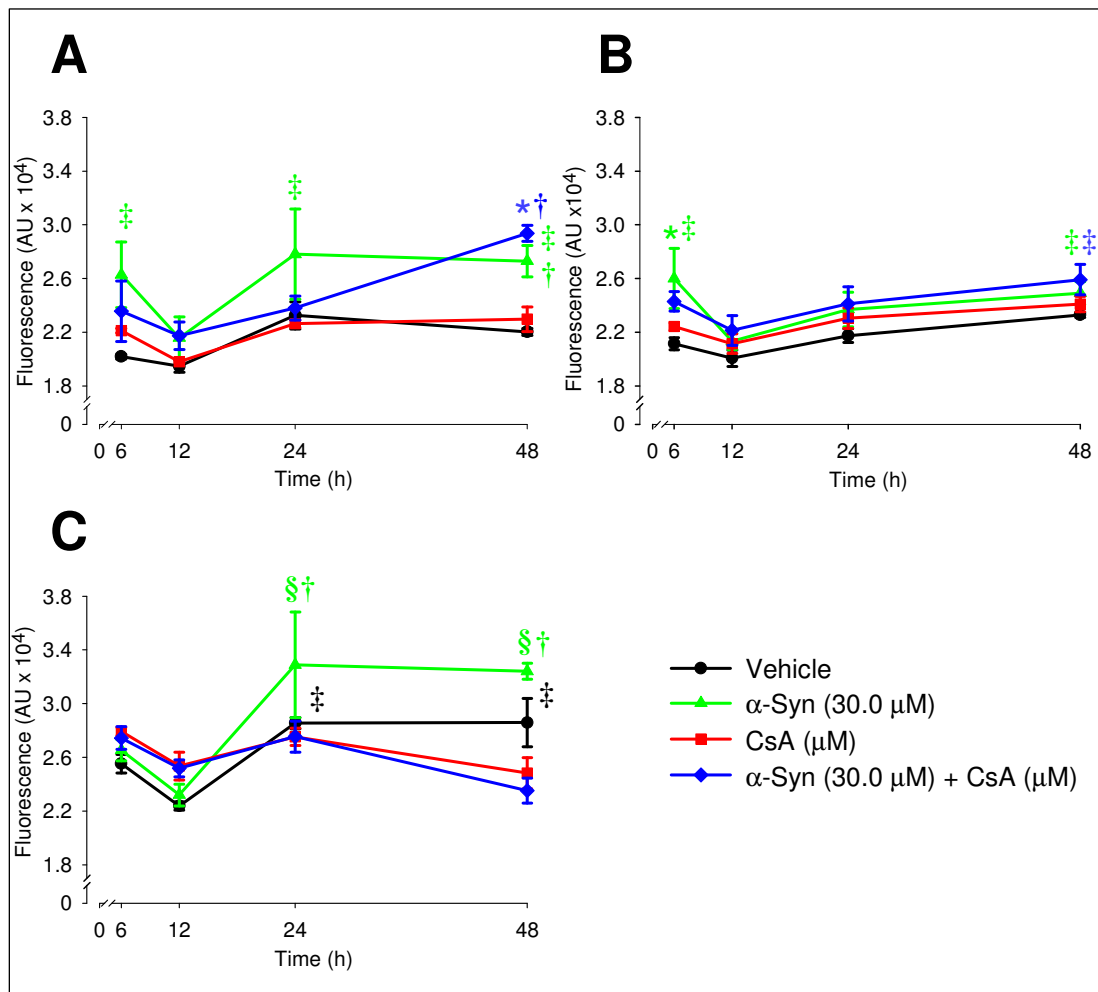 A
Fluorescence (AU x 10⁴)
3.8
3.4
3.0
2.6
2.2
1.8
0
‡
‡
*†
‡
†
0 6 12 24 48
Time (h)
B
Fluorescence (AU x10⁴)
3.8
3.4
3.0
2.6
2.2
1.8
0
*‡
‡‡
0 6 12 24 48
Time (h)
C
Fluorescence (AU x 10⁴)
3.8
3.4
3.0
2.6
2.2
1.8
0
§†
‡
§†
‡
0 6 12 24 48
Time (h)
Vehicle
α-Syn (30.0 μM)
CsA (μM)
α-Syn (30.0 μM) + CsA (μM)